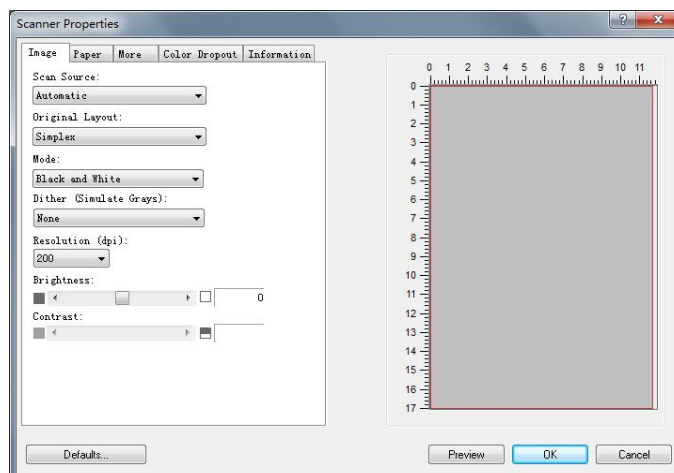 Scanner Properties
Image Paper More Color Dropout Information
Scan Source:
Automatic
Original Layout:
Simplex
Mode:
Black and White
Dither (Simulate Grays):
None
Resolution (dpi):
200
Brightness:
0
Contrast:
0 1 2 3 4 5 6 7 8 9 10 11
0
1
2
3
4
5
6
7
8
9
10
11
12
13
14
15
16
17
Defaults... Preview OK Cancel